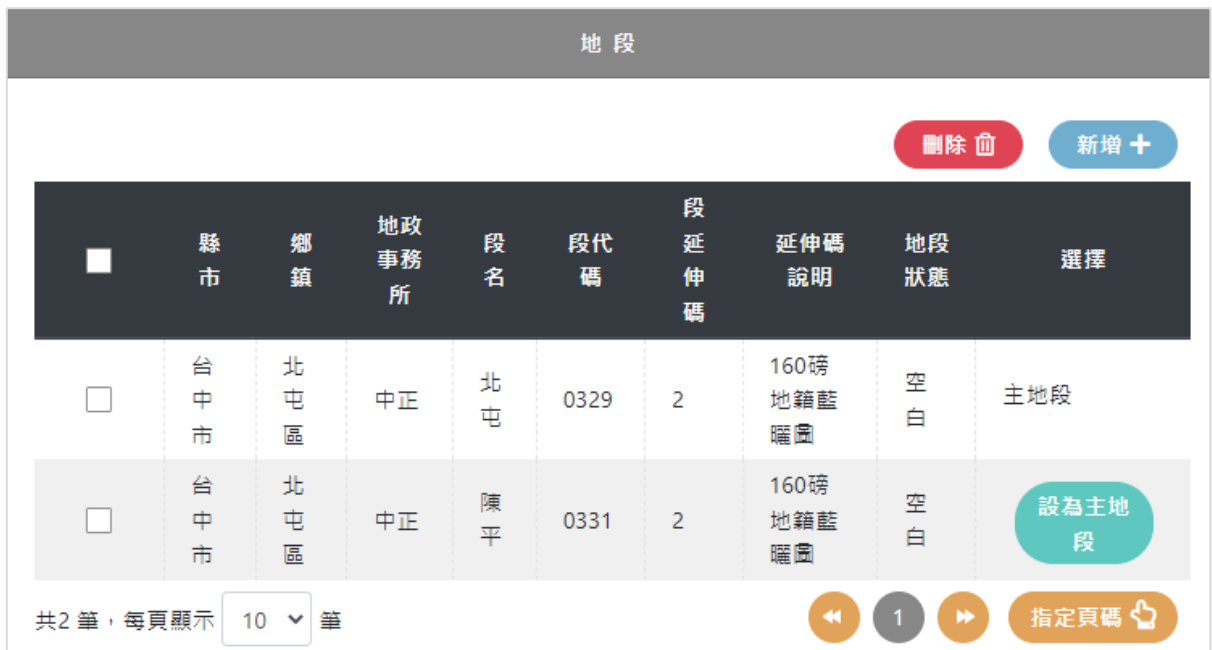 地 段
刪除 新增
縣市 鄉鎮 地政事務所 段名 段代碼 段延伸碼 延伸碼說明 地段狀態 選擇
台中市 北屯區 中正 北屯 0329 2 160磅地籍藍曬圖 空白 主地段
台中市 北屯區 中正 陳平 0331 2 160磅地籍藍曬圖 空白 設為主地段
共2 筆，每頁顯示 10 筆 1 指定頁碼